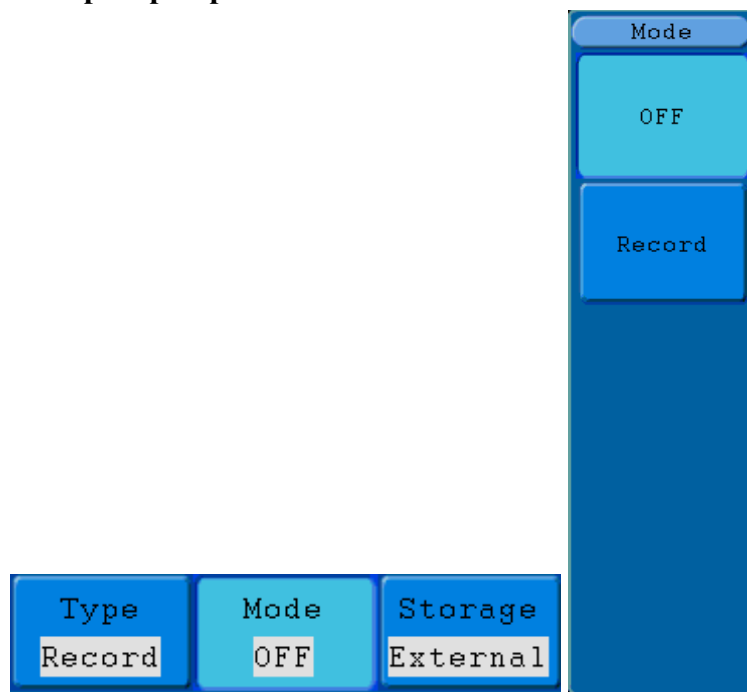 Mode
OFF
Record
Type
Mode
Storage
Record
OFF
External